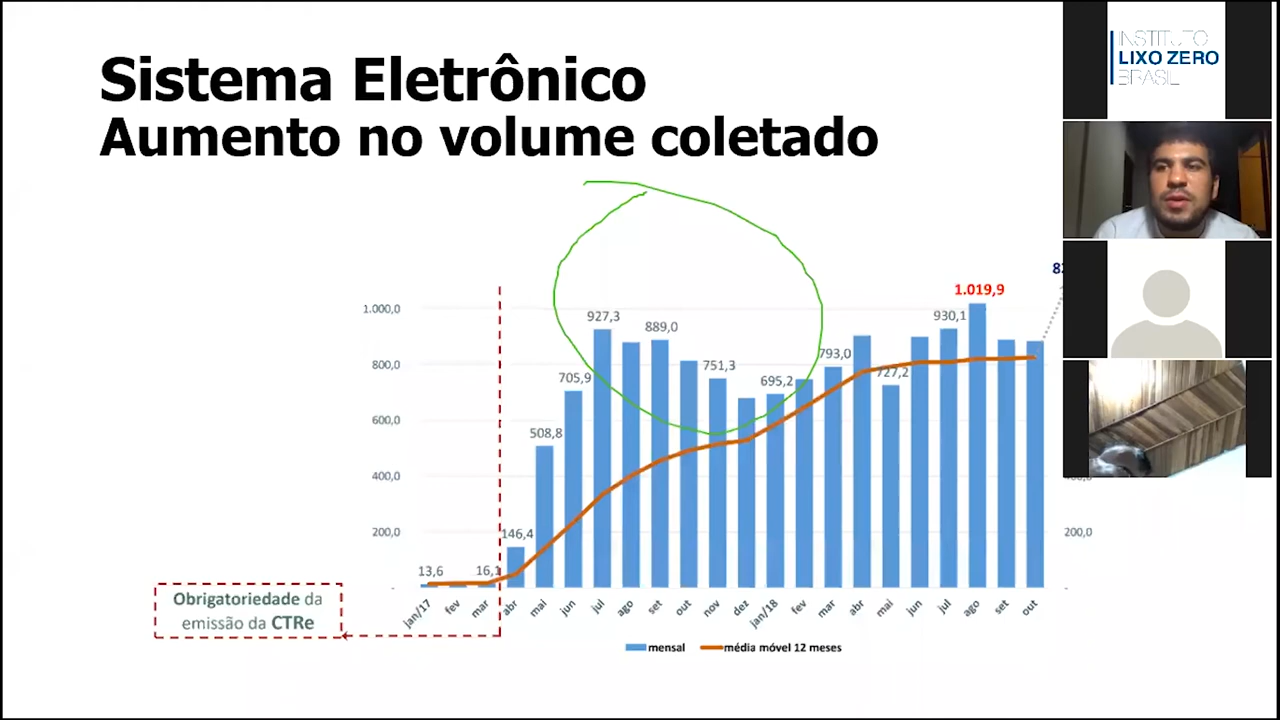 Sistema Eletrônico
Aumento no volume coletado
INSTITUTO
LIXO ZERO
BRASIL
82
1.019,9
1.000,0
927,3
889,0
930,1
800,0
793,0
751,3
727,2
705,9
695,2
600,0
508,8
400,0
400,0
200,0
146,4
200,0
13,6
16,1
-
-
jan/17
fev
mar
abr
mai
jun
jul
ago
set
out
nov
dez
jan/18
fev
mar
abr
mai
jun
jul
ago
set
out
Obrigatoriedade da
emissão da CTRe
mensal
média móvel 12 meses